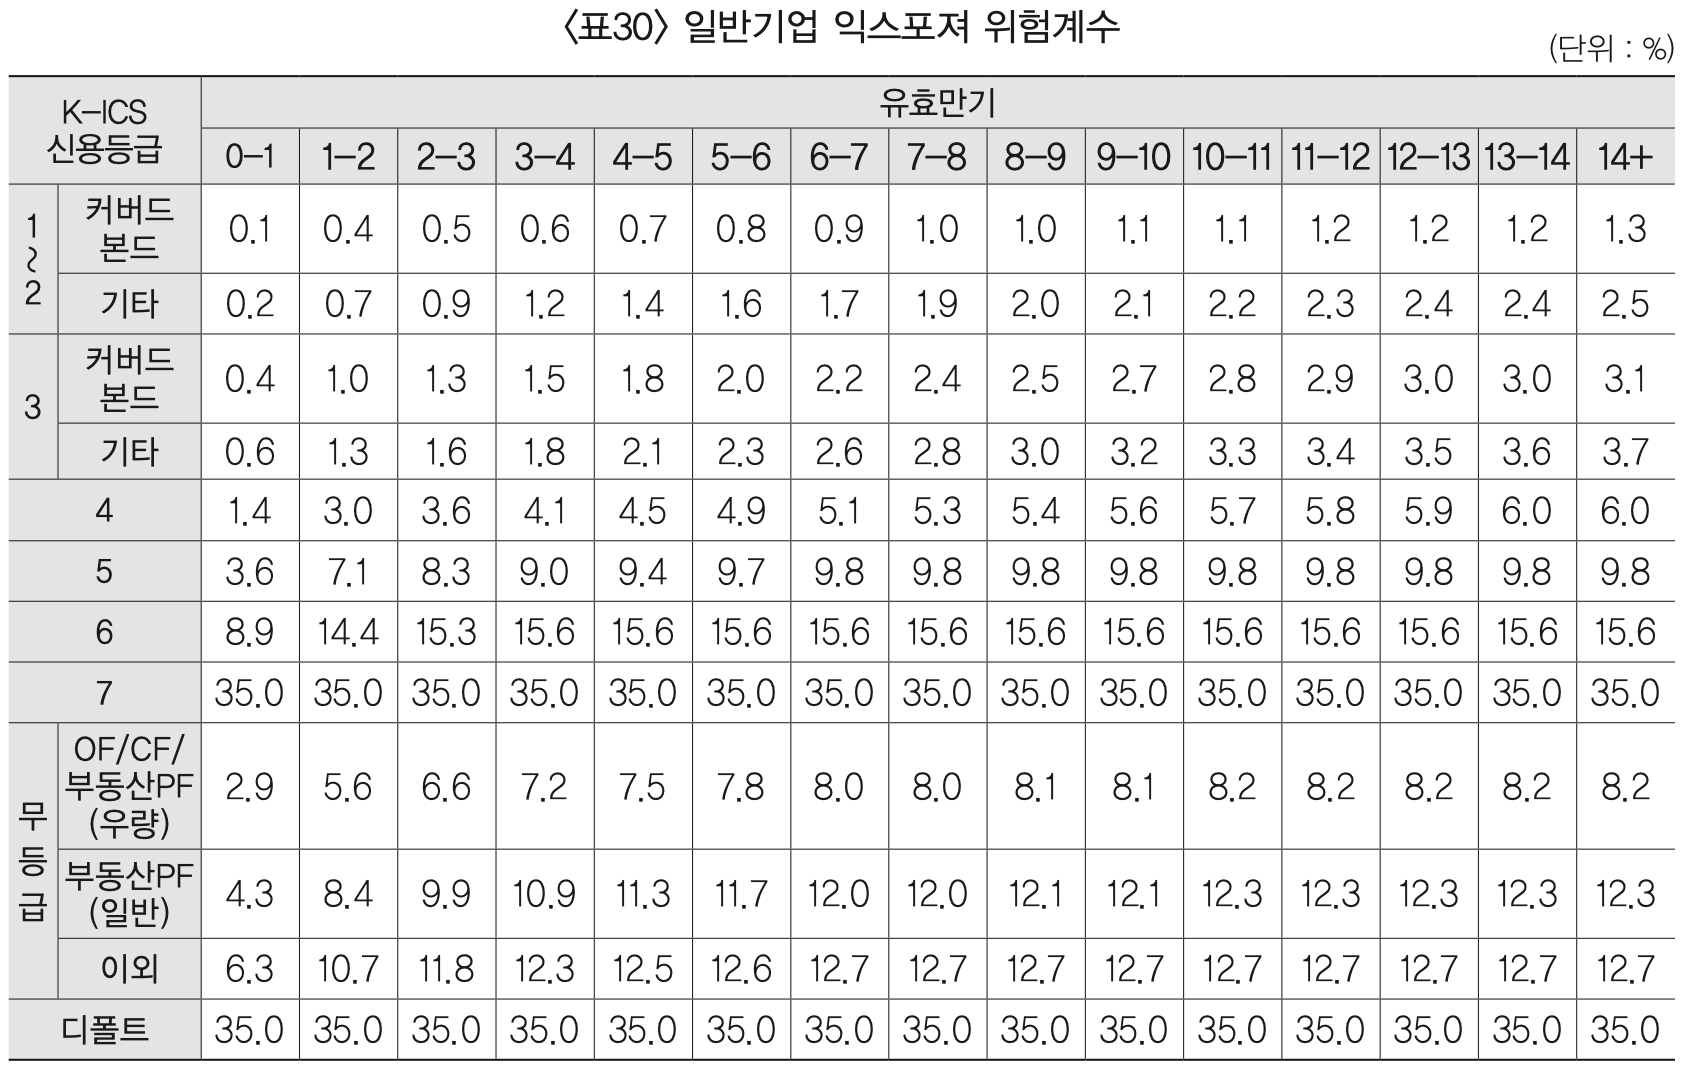 〈표30〉 일반기업 익스포져 위험계수
(단위 : %)
K-ICS 신용등급 유효만기
0-1 1-2 2-3 3-4 4-5 5-6 6-7 7-8 8-9 9-10 10-11 11-12 12-13 13-14 14+
1~2 커버드본드 0.1 0.4 0.5 0.6 0.7 0.8 0.9 1.0 1.0 1.1 1.1 1.2 1.2 1.2 1.3
기타 0.2 0.7 0.9 1.2 1.4 1.6 1.7 1.9 2.0 2.1 2.2 2.3 2.4 2.4 2.5
3 커버드본드 0.4 1.0 1.3 1.5 1.8 2.0 2.2 2.4 2.5 2.7 2.8 2.9 3.0 3.0 3.1
기타 0.6 1.3 1.6 1.8 2.1 2.3 2.6 2.8 3.0 3.2 3.3 3.4 3.5 3.6 3.7
4 1.4 3.0 3.6 4.1 4.5 4.9 5.1 5.3 5.4 5.6 5.7 5.8 5.9 6.0 6.0
5 3.6 7.1 8.3 9.0 9.4 9.7 9.8 9.8 9.8 9.8 9.8 9.8 9.8 9.8 9.8
6 8.9 14.4 15.3 15.6 15.6 15.6 15.6 15.6 15.6 15.6 15.6 15.6 15.6 15.6 15.6
7 35.0 35.0 35.0 35.0 35.0 35.0 35.0 35.0 35.0 35.0 35.0 35.0 35.0 35.0 35.0
무등급 OF/CF/부동산PF(우량) 2.9 5.6 6.6 7.2 7.5 7.8 8.0 8.0 8.1 8.1 8.2 8.2 8.2 8.2 8.2
부동산PF(일반) 4.3 8.4 9.9 10.9 11.3 11.7 12.0 12.0 12.1 12.1 12.3 12.3 12.3 12.3 12.3
이외 6.3 10.7 11.8 12.3 12.5 12.6 12.7 12.7 12.7 12.7 12.7 12.7 12.7 12.7 12.7
디폴트 35.0 35.0 35.0 35.0 35.0 35.0 35.0 35.0 35.0 35.0 35.0 35.0 35.0 35.0 35.0